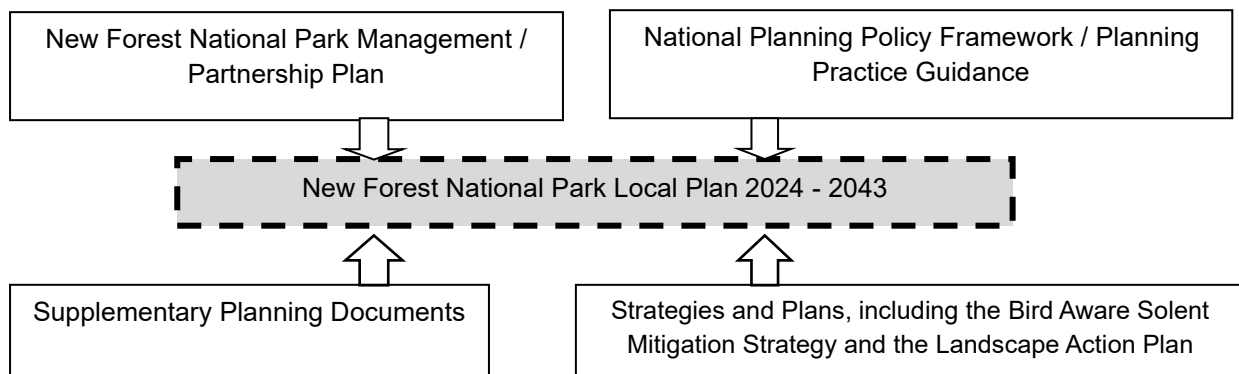 New Forest National Park Management /
Partnership Plan
National Planning Policy Framework / Planning
Practice Guidance
New Forest National Park Local Plan 2024 - 2043
Supplementary Planning Documents
Strategies and Plans, including the Bird Aware Solent
Mitigation Strategy and the Landscape Action Plan